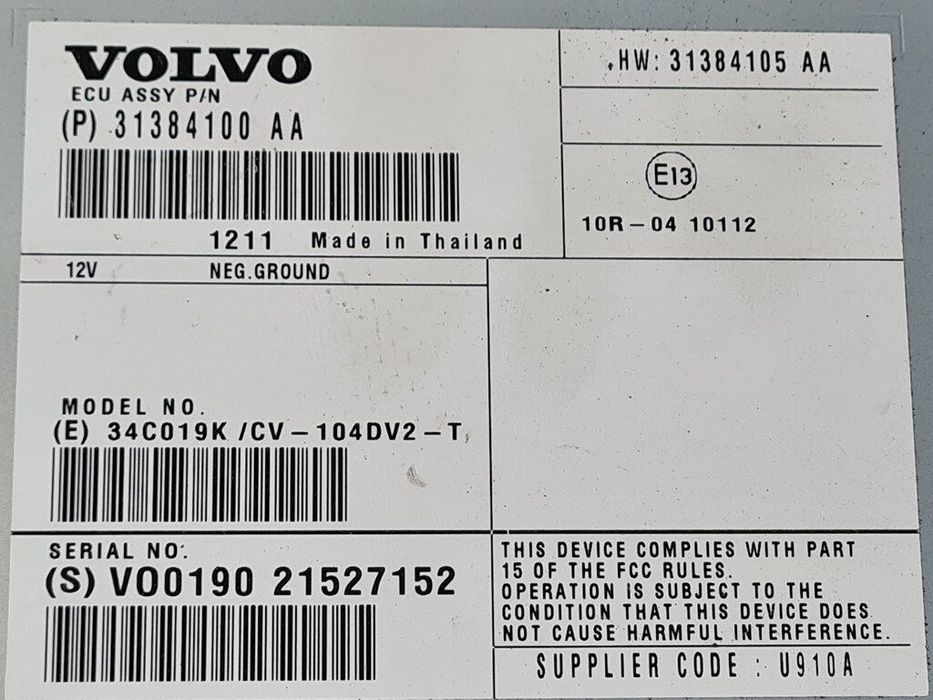 VOLVO
ECU ASSY P/N
(P) 31384100 AA
1211 Made in Thailand
HW: 31384105 AA
E13
10R-04 10112
12V NEG.GROUND
MODEL NO.
(E) 34C019K /CV-104DV2-T
SERIAL NO.
(S) VO0190 21527152
THIS DEVICE COMPLIES WITH PART
15 OF THE FCC RULES.
OPERATION IS SUBJECT TO THE
CONDITION THAT THIS DEVICE DOES
NOT CAUSE HARMFUL INTERFERENCE.
SUPPLIER CODE : U910A